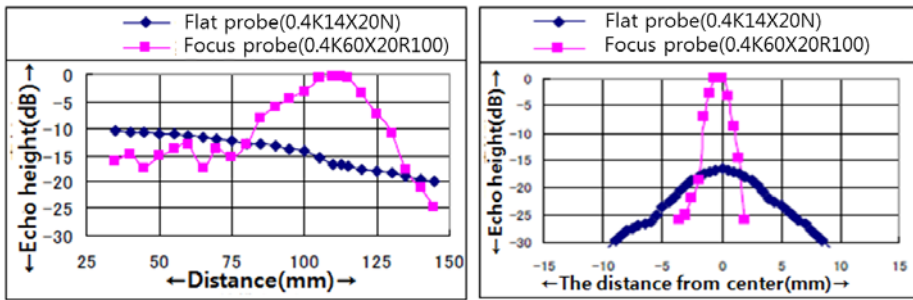 Flat probe(0.4K14X20N)
Focus probe(0.4K60X20R100)
←Echo height(dB)→
0
−5
−10
−15
−20
−25
−30
25 50 75 100 125 150
←Distance(mm)→
Flat probe(0.4K14X20N)
Focus probe(0.4K60X20R100)
←Echo height(dB)→
0
−5
−10
−15
−20
−25
−30
−15 −10 −5 0 5 10 15
←The distance from center(mm)→